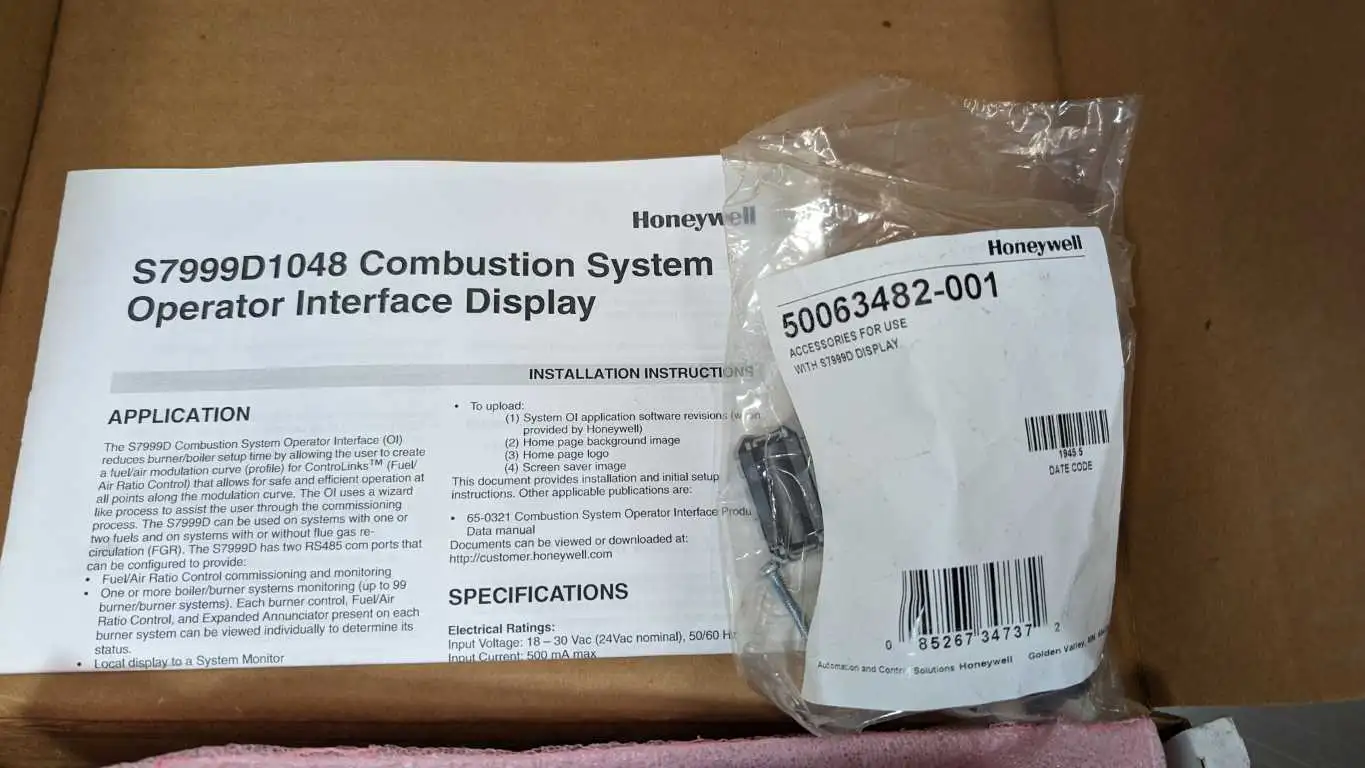 Honeywell
S7999D1048 Combustion System
Operator Interface Display
INSTALLATION INSTRUCTIONS
APPLICATION
The S7999D Combustion System Operator Interface (OI)
reduces burner/boiler setup time by allowing the user to create
a fuel/air modulation curve (profile) for ControLinks™ (Fuel/
Air Ratio Control) that allows for safe and efficient operation at
all points along the modulation curve. The OI uses a wizard
like process to assist the user through the commissioning
process. The S7999D can be used on systems with one or
two fuels and on systems with or without flue gas re-
circulation (FGR). The S7999D has two RS485 com ports that
can be configured to provide:
• Fuel/Air Ratio Control commissioning and monitoring
• One or more boiler/burner systems monitoring (up to 99
burner/burner systems). Each burner control, Fuel/Air
Ratio Control, and Expanded Annunciator present on each
burner system can be viewed individually to determine its
status.
• Local display to a System Monitor
• To upload:
(1) System OI application software revisions
provided by Honeywell)
(2) Home page background image
(3) Home page logo
(4) Screen saver image
This document provides installation and initial setup
instructions. Other applicable publications are:
• 65-0321 Combustion System Operator Interface
Data manual
Documents can be viewed or downloaded at:
http://customer.honeywell.com
SPECIFICATIONS
Electrical Ratings:
Input Voltage: 18 – 30 Vac (24Vac nominal), 50/60
Input Current: 500 mA max
Honeywell
50063482-001
ACCESSORIES FOR USE
WITH S7999D DISPLAY
1945 5
DATE CODE
0 85267 34737 2
Automation and Control Solutions Honeywell Golden Valley, MN